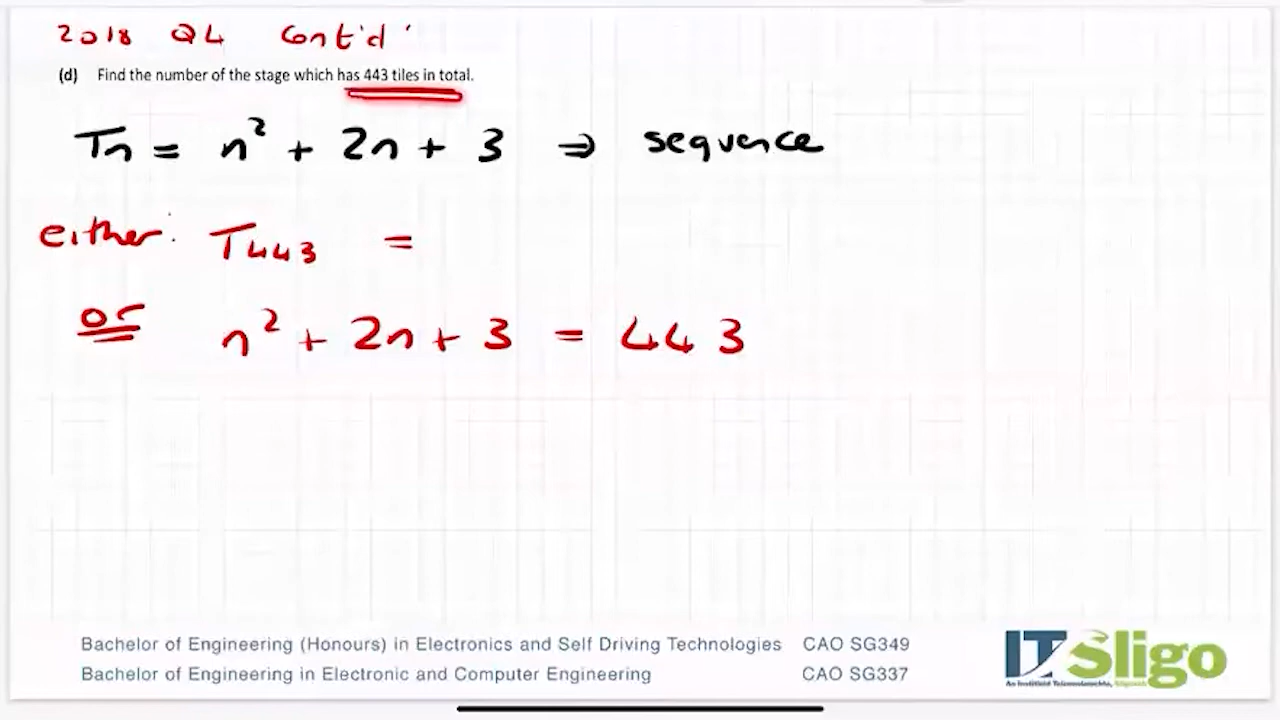 2018 Q4 Cont'd
(d) Find the number of the stage which has 443 tiles in total.
Tn = n² + 2n + 3 ⇒ sequence
either: T443 =
or n² + 2n + 3 = 443
Bachelor of Engineering (Honours) in Electronics and Self Driving Technologies CAO SG349
Bachelor of Engineering in Electronic and Computer Engineering CAO SG337
IT Sligo